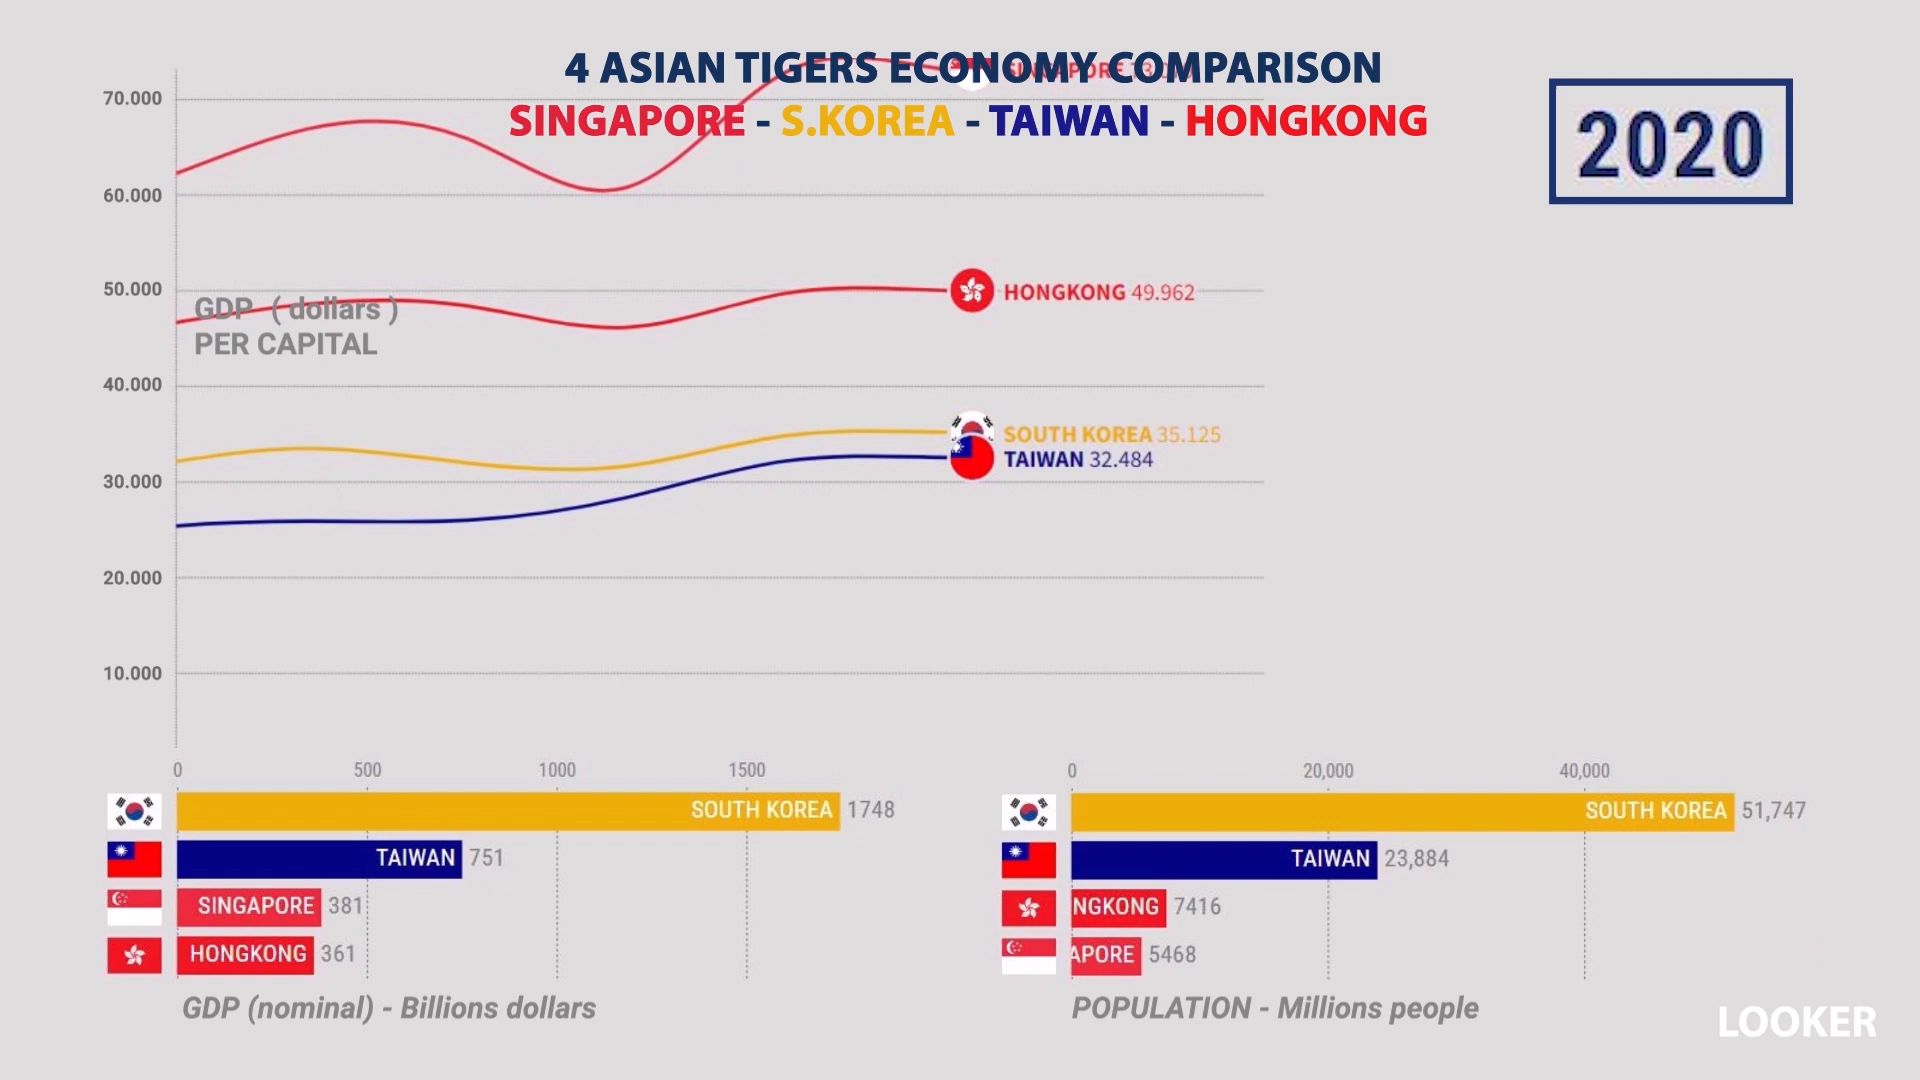 4 ASIAN TIGERS ECONOMY COMPARISON
SINGAPORE - S.KOREA - TAIWAN - HONGKONG
2020
70.000
SINGAPORE
60.000
50.000
HONGKONG 49.962
GDP ( dollars )
PER CAPITAL
40.000
SOUTH KOREA 35.125
TAIWAN 32.484
30.000
20.000
10.000
0 500 1000 1500
SOUTH KOREA 1748
TAIWAN 751
SINGAPORE 381
HONGKONG 361
GDP (nominal) - Billions dollars
0 20,000 40,000
SOUTH KOREA 51,747
TAIWAN 23,884
NGKONG 7416
APORE 5468
POPULATION - Millions people
LOOKER